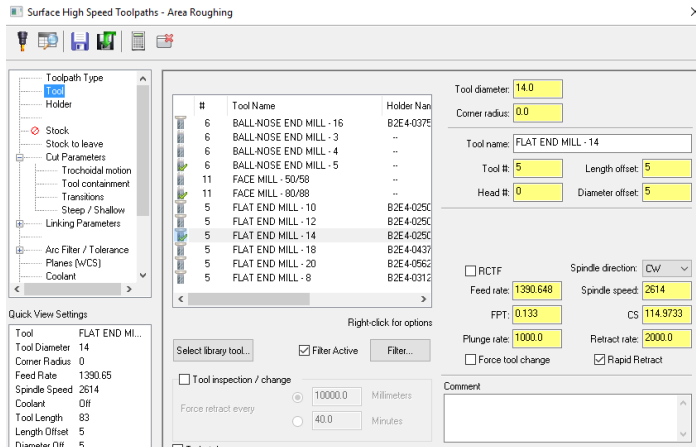 Surface High Speed Toolpaths - Area Roughing
Toolpath Type
Tool
Holder
Stock
Stock to leave
Cut Parameters
Trochoidal motion
Tool containment
Transitions
Steep / Shallow
Linking Parameters
Arc Filter / Tolerance
Planes (WCS)
Coolant
Quick View Settings
Tool FLAT END MI...
Tool Diameter 14
Corner Radius 0
Feed Rate 1390.65
Spindle Speed 2614
Coolant Off
Tool Length 83
Length Offset 5
Diameter Off 5
# Tool Name Holder Nan
6 BALL-NOSE END MILL - 16 B2E4-0375
6 BALL-NOSE END MILL - 3 --
6 BALL-NOSE END MILL - 4 --
6 BALL-NOSE END MILL - 5 --
11 FACE MILL - 50/58 --
11 FACE MILL - 80/88 --
5 FLAT END MILL - 10 B2E4-0250
5 FLAT END MILL - 12 B2E4-0250
5 FLAT END MILL - 14 B2E4-0250
5 FLAT END MILL - 18 B2E4-0437
5 FLAT END MILL - 20 B2E4-0562
5 FLAT END MILL - 8 B2E4-0312
Right-click for options
Select library tool... Filter Active Filter...
Tool inspection / change
Force retract every
10000.0 Millimeters
40.0 Minutes
Tool diameter: 14.0
Corner radius: 0.0
Tool name: FLAT END MILL - 14
Tool #: 5 Length offset: 5
Head #: 0 Diameter offset: 5
RCTF Spindle direction: CW
Feed rate: 1390.648 Spindle speed: 2614
FPT: 0.133 CS 114.9733
Plunge rate: 1000.0 Retract rate: 2000.0
Force tool change Rapid Retract
Comment